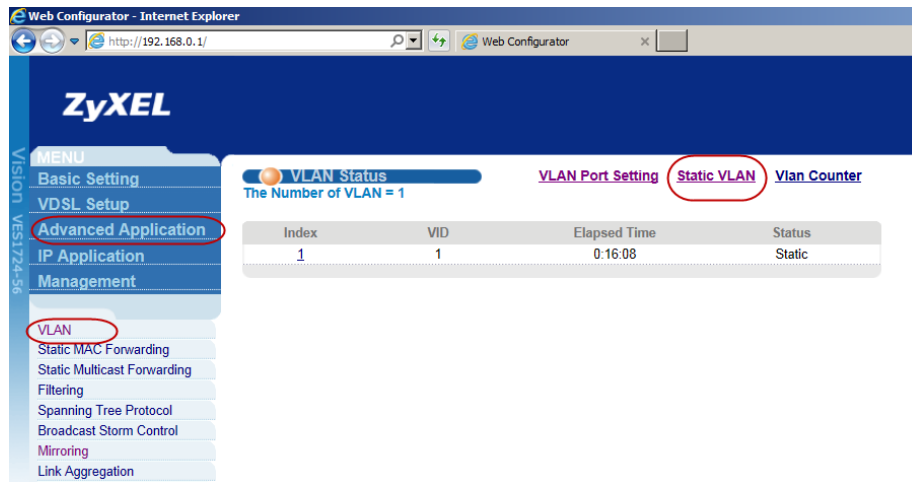 Web Configurator - Internet Explorer
http://192.168.0.1/
Web Configurator
ZyXEL
Vision VES1724-56
MENU
Basic Setting
VDSL Setup
Advanced Application
IP Application
Management
VLAN
Static MAC Forwarding
Static Multicast Forwarding
Filtering
Spanning Tree Protocol
Broadcast Storm Control
Mirroring
Link Aggregation
VLAN Status
VLAN Port Setting Static VLAN Vlan Counter
The Number of VLAN = 1
Index VID Elapsed Time Status
1 1 0:16:08 Static